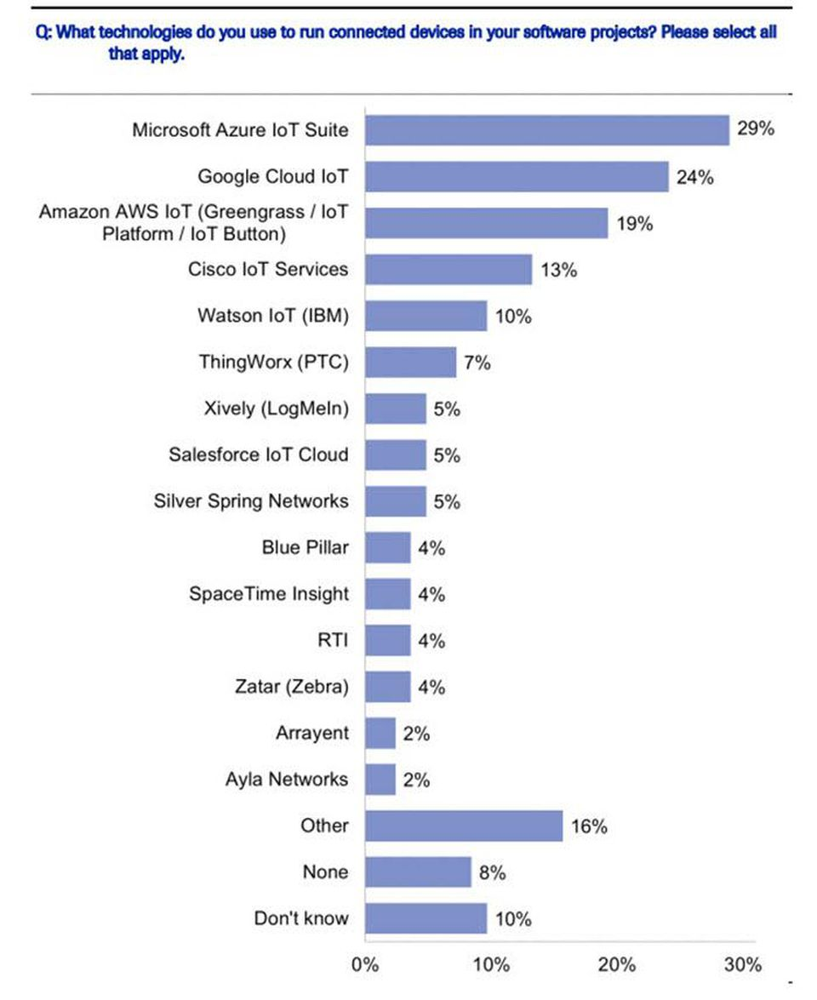 Q: What technologies do you use to run connected devices in your software projects? Please select all
that apply.
Microsoft Azure IoT Suite 29%
Google Cloud IoT 24%
Amazon AWS IoT (Greengrass / IoT
Platform / IoT Button) 19%
Cisco IoT Services 13%
Watson IoT (IBM) 10%
ThingWorx (PTC) 7%
Xively (LogMeIn) 5%
Salesforce IoT Cloud 5%
Silver Spring Networks 5%
Blue Pillar 4%
SpaceTime Insight 4%
RTI 4%
Zatar (Zebra) 4%
Arrayent 2%
Ayla Networks 2%
Other 16%
None 8%
Don't know 10%
0% 10% 20% 30%